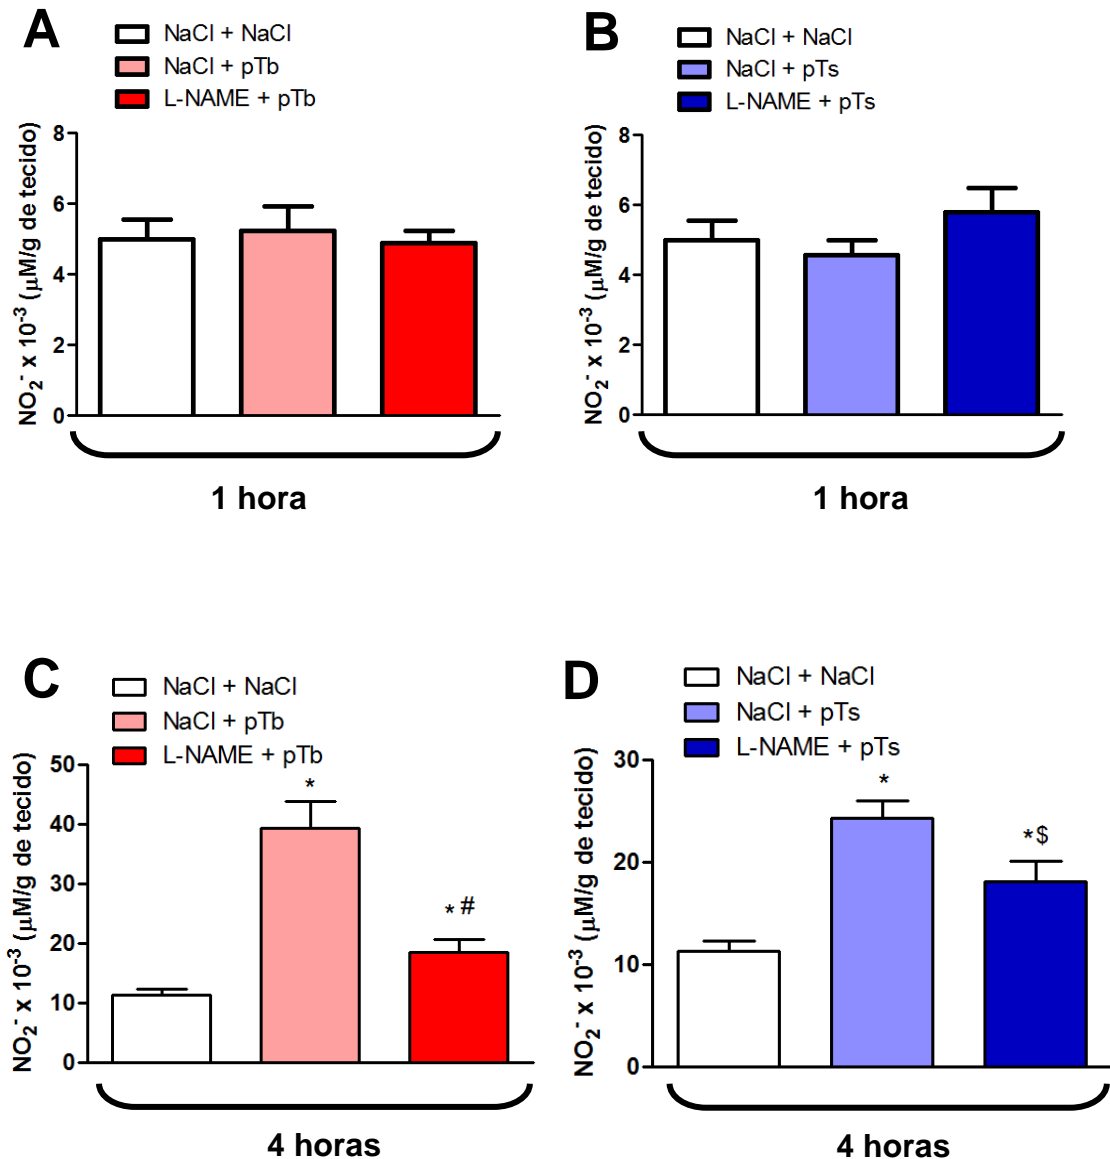 A
NaCl + NaCl
NaCl + pTb
L-NAME + pTb
NO₂⁻ x 10⁻³ (μM/g de tecido)
8
6
4
2
0
1 hora
B
NaCl + NaCl
NaCl + pTs
L-NAME + pTs
NO₂⁻ x 10⁻³ (μM/g de tecido)
8
6
4
2
0
1 hora
C
NaCl + NaCl
NaCl + pTb
L-NAME + pTb
NO₂⁻ x 10⁻³ (μM/g de tecido)
50
40
30
20
10
0
*
* #
4 horas
D
NaCl + NaCl
NaCl + pTs
L-NAME + pTs
NO₂⁻ x 10⁻³ (μM/g de tecido)
30
20
10
0
*
*$
4 horas